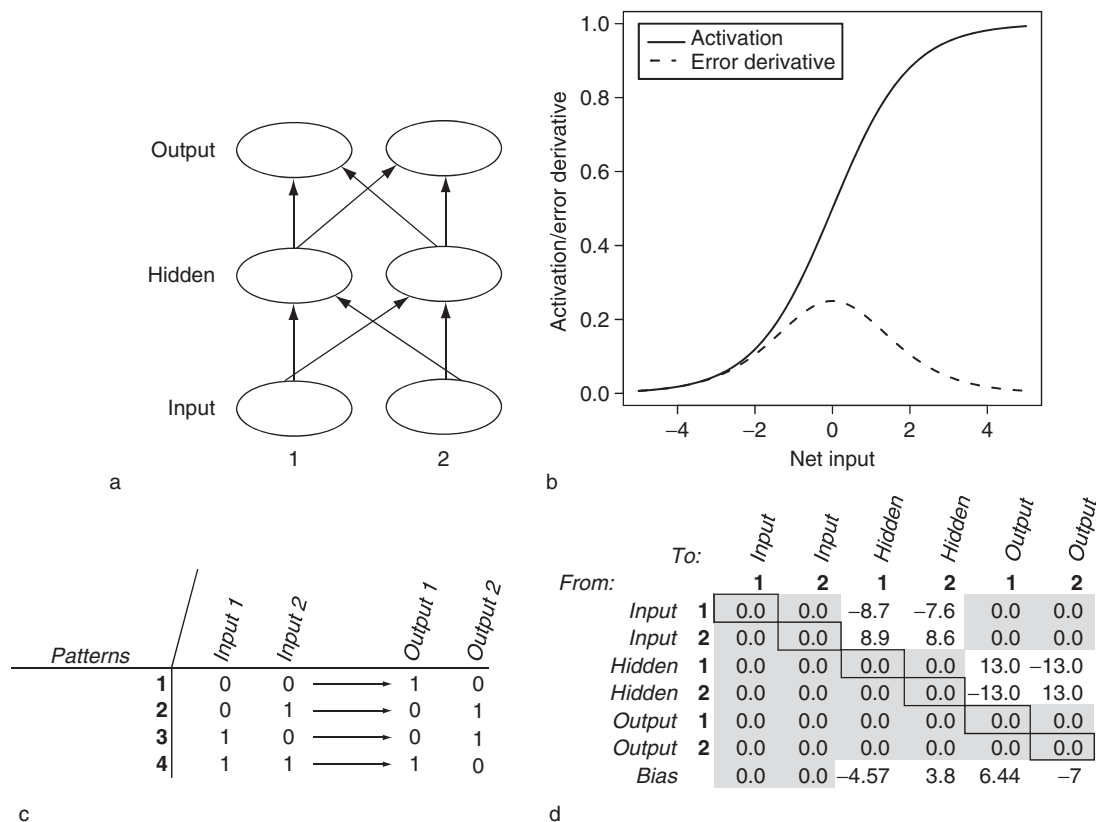 Output
Hidden
Input
1 2
a
1.0
0.8
0.6
0.4
0.2
0.0
Activation/error derivative
Activation
Error derivative
−4 −2 0 2 4
Net input
b
Patterns Input 1 Input 2 Output 1 Output 2
1 0 0 1 0
2 0 1 0 1
3 1 0 0 1
4 1 1 1 0
c
To: Input Input Hidden Hidden Output Output
From: 1 2 1 2 1 2
Input 1 0.0 0.0 −8.7 −7.6 0.0 0.0
Input 2 0.0 0.0 8.9 8.6 0.0 0.0
Hidden 1 0.0 0.0 0.0 0.0 13.0 −13.0
Hidden 2 0.0 0.0 0.0 0.0 −13.0 13.0
Output 1 0.0 0.0 0.0 0.0 0.0 0.0
Output 2 0.0 0.0 0.0 0.0 0.0 0.0
Bias 0.0 0.0 −4.57 3.8 6.44 −7
d